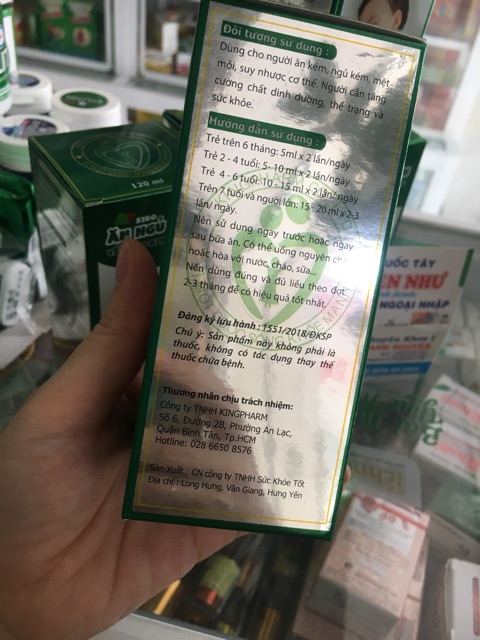 Đối tượng sử dụng :
Dùng cho người ăn kém, ngủ kém, mệt
mỏi, suy nhược cơ thể. Người cần tăng
cường chất dinh dưỡng, thể trạng và
sức khỏe.
Hướng dẫn sử dụng :
Trẻ trên 6 tháng: 5ml x 2 lần/ngày
Trẻ 2 - 4 tuổi: 5- 10 ml x 2 lần/ngày
Trẻ 4 - 6 tuổi: 10 - 15 ml x 2 lần/ ngày
Trên 7 tuổi và người lớn: 15 - 20 ml x 2-3
lần/ ngày.
Nên sử dụng ngay trước hoặc ngay
sau bữa ăn. Có thể uống nguyên
hoặc hòa với nước, cháo, sữa...
Nên dùng đúng và đủ liều theo đợt
2-3 tháng để có hiệu quả tốt nhất.
Đăng ký lưu hành : 1551/2018/ĐKSP
Chú ý: Sản phẩm này không phải là
thuốc, không có tác dụng thay thế
thuốc chữa bệnh.
Thương nhân chịu trách nhiệm:
Công ty TNHH KINGPHARM
Số 6, Đường 2B, Phường An Lạc,
Quận Bình Tân, Tp.HCM
Hotline: 028 6650 8576
Sản Xuất : CN công ty TNHH Sức Khỏe Tốt
Địa chỉ : Long Hưng, Văn Giang, Hưng Yên
120 ml
SIRO
ĂN NGỦ
UỐC TÂY
NGOẠI NHẬP